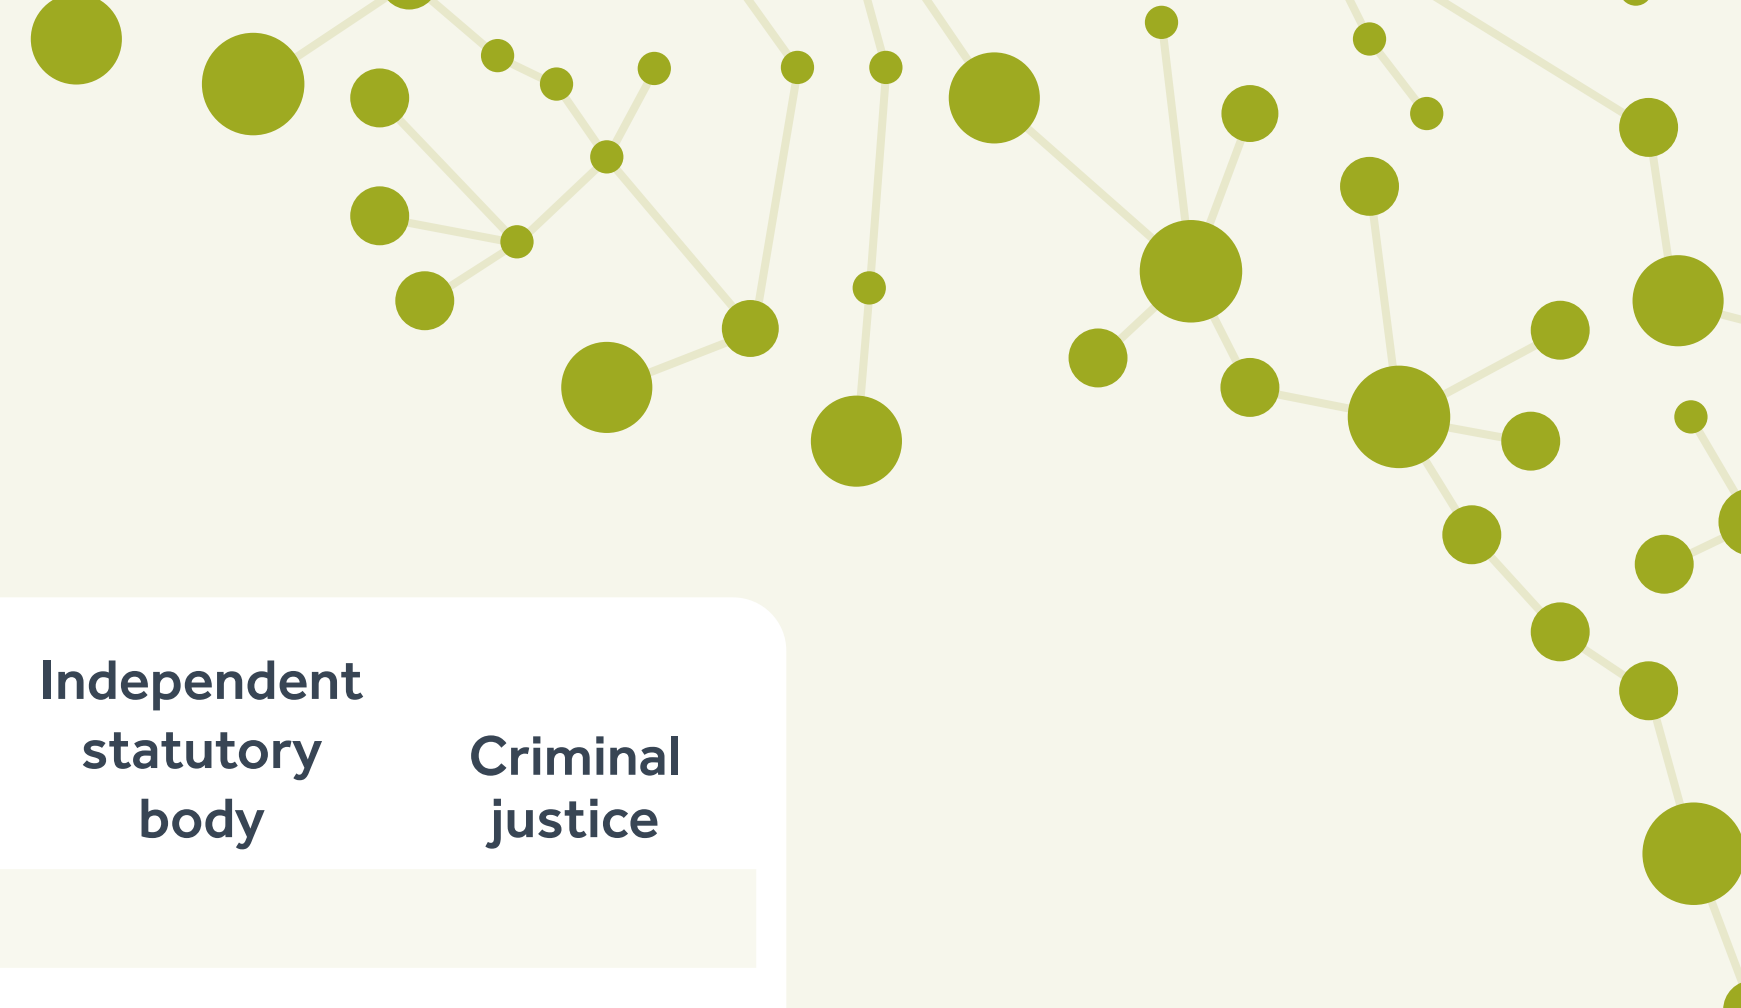 Independent
statutory
body
Criminal
justice